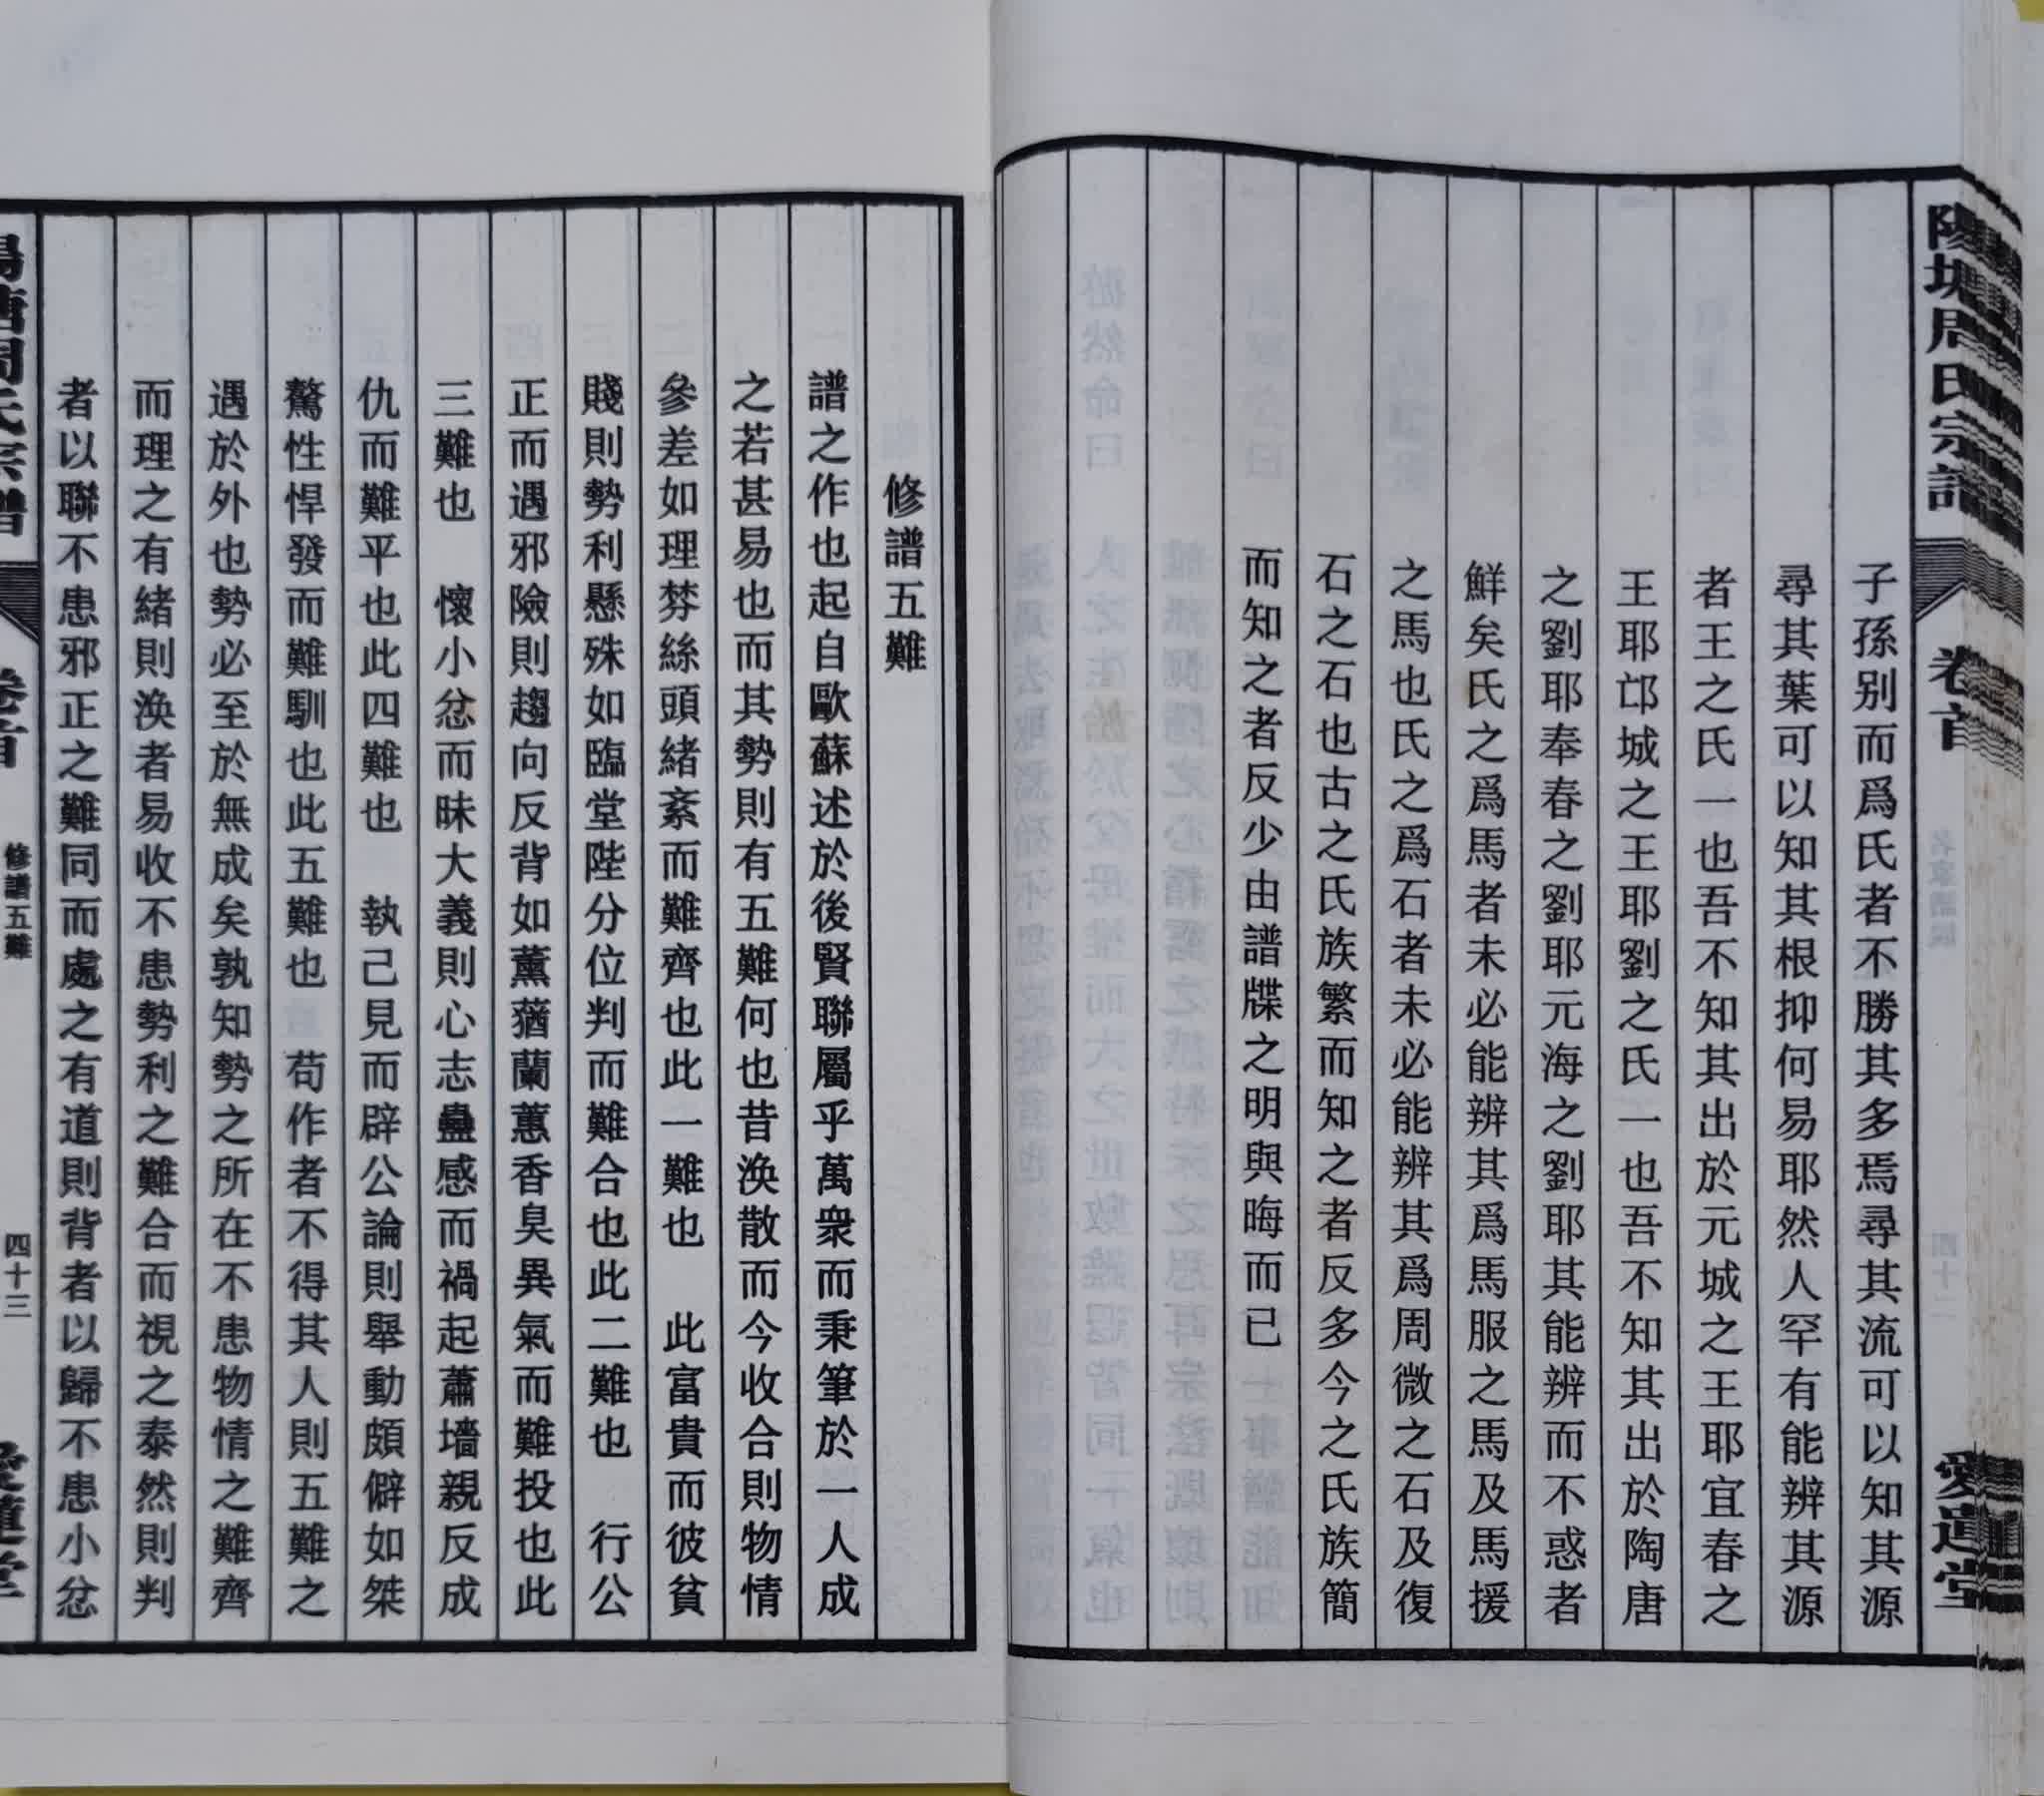 陽塘周氏宗譜
卷首
愛蓮堂
子孫別而爲氏者不勝其多焉尋其流可以知其源
尋其葉可以知其根抑何易耶然人罕有能辨其源
者王之氏一也吾不知其出於元城之王耶宜春之
王耶邙城之王耶劉之氏一也吾不知其出於陶唐
之劉耶奉春之劉耶元海之劉耶其能辨而不惑者
鮮矣氏之爲馬者未必能辨其爲馬服之馬及馬援
之馬也氏之爲石者未必能辨其爲周微之石及復
石之石也古之氏族繁而知之者反多今之氏族簡
而知之者反少由譜牒之明與晦而已
修譜五難
譜之作也起自歐蘇述於後賢聯屬乎萬衆而秉筆於一人成
之若甚易也而其勢則有五難何也昔渙散而今收合則物情
參差如理棼絲頭緒紊而難齊也此一難也　此富貴而彼貧
賤則勢利懸殊如臨堂陛分位判而難合也此二難也　行公
正而遇邪險則趨向反背如薰蕕蘭蕙香臭異氣而難投也此
三難也　懷小忿而昧大義則心志蠱感而禍起蕭墻親反成
仇而難平也此四難也　執己見而辟公論則舉動頗僻如桀
驁性悍發而難馴也此五難也　苟作者不得其人則五難之
遇於外也勢必至於無成矣孰知勢之所在不患物情之難齊
而理之有緒則渙者易收不患勢利之難合而視之泰然則判
者以聯不患邪正之難同而處之有道則背者以歸不患小忿
陽塘周氏宗譜
卷首
修譜五難
四十三
愛蓮堂